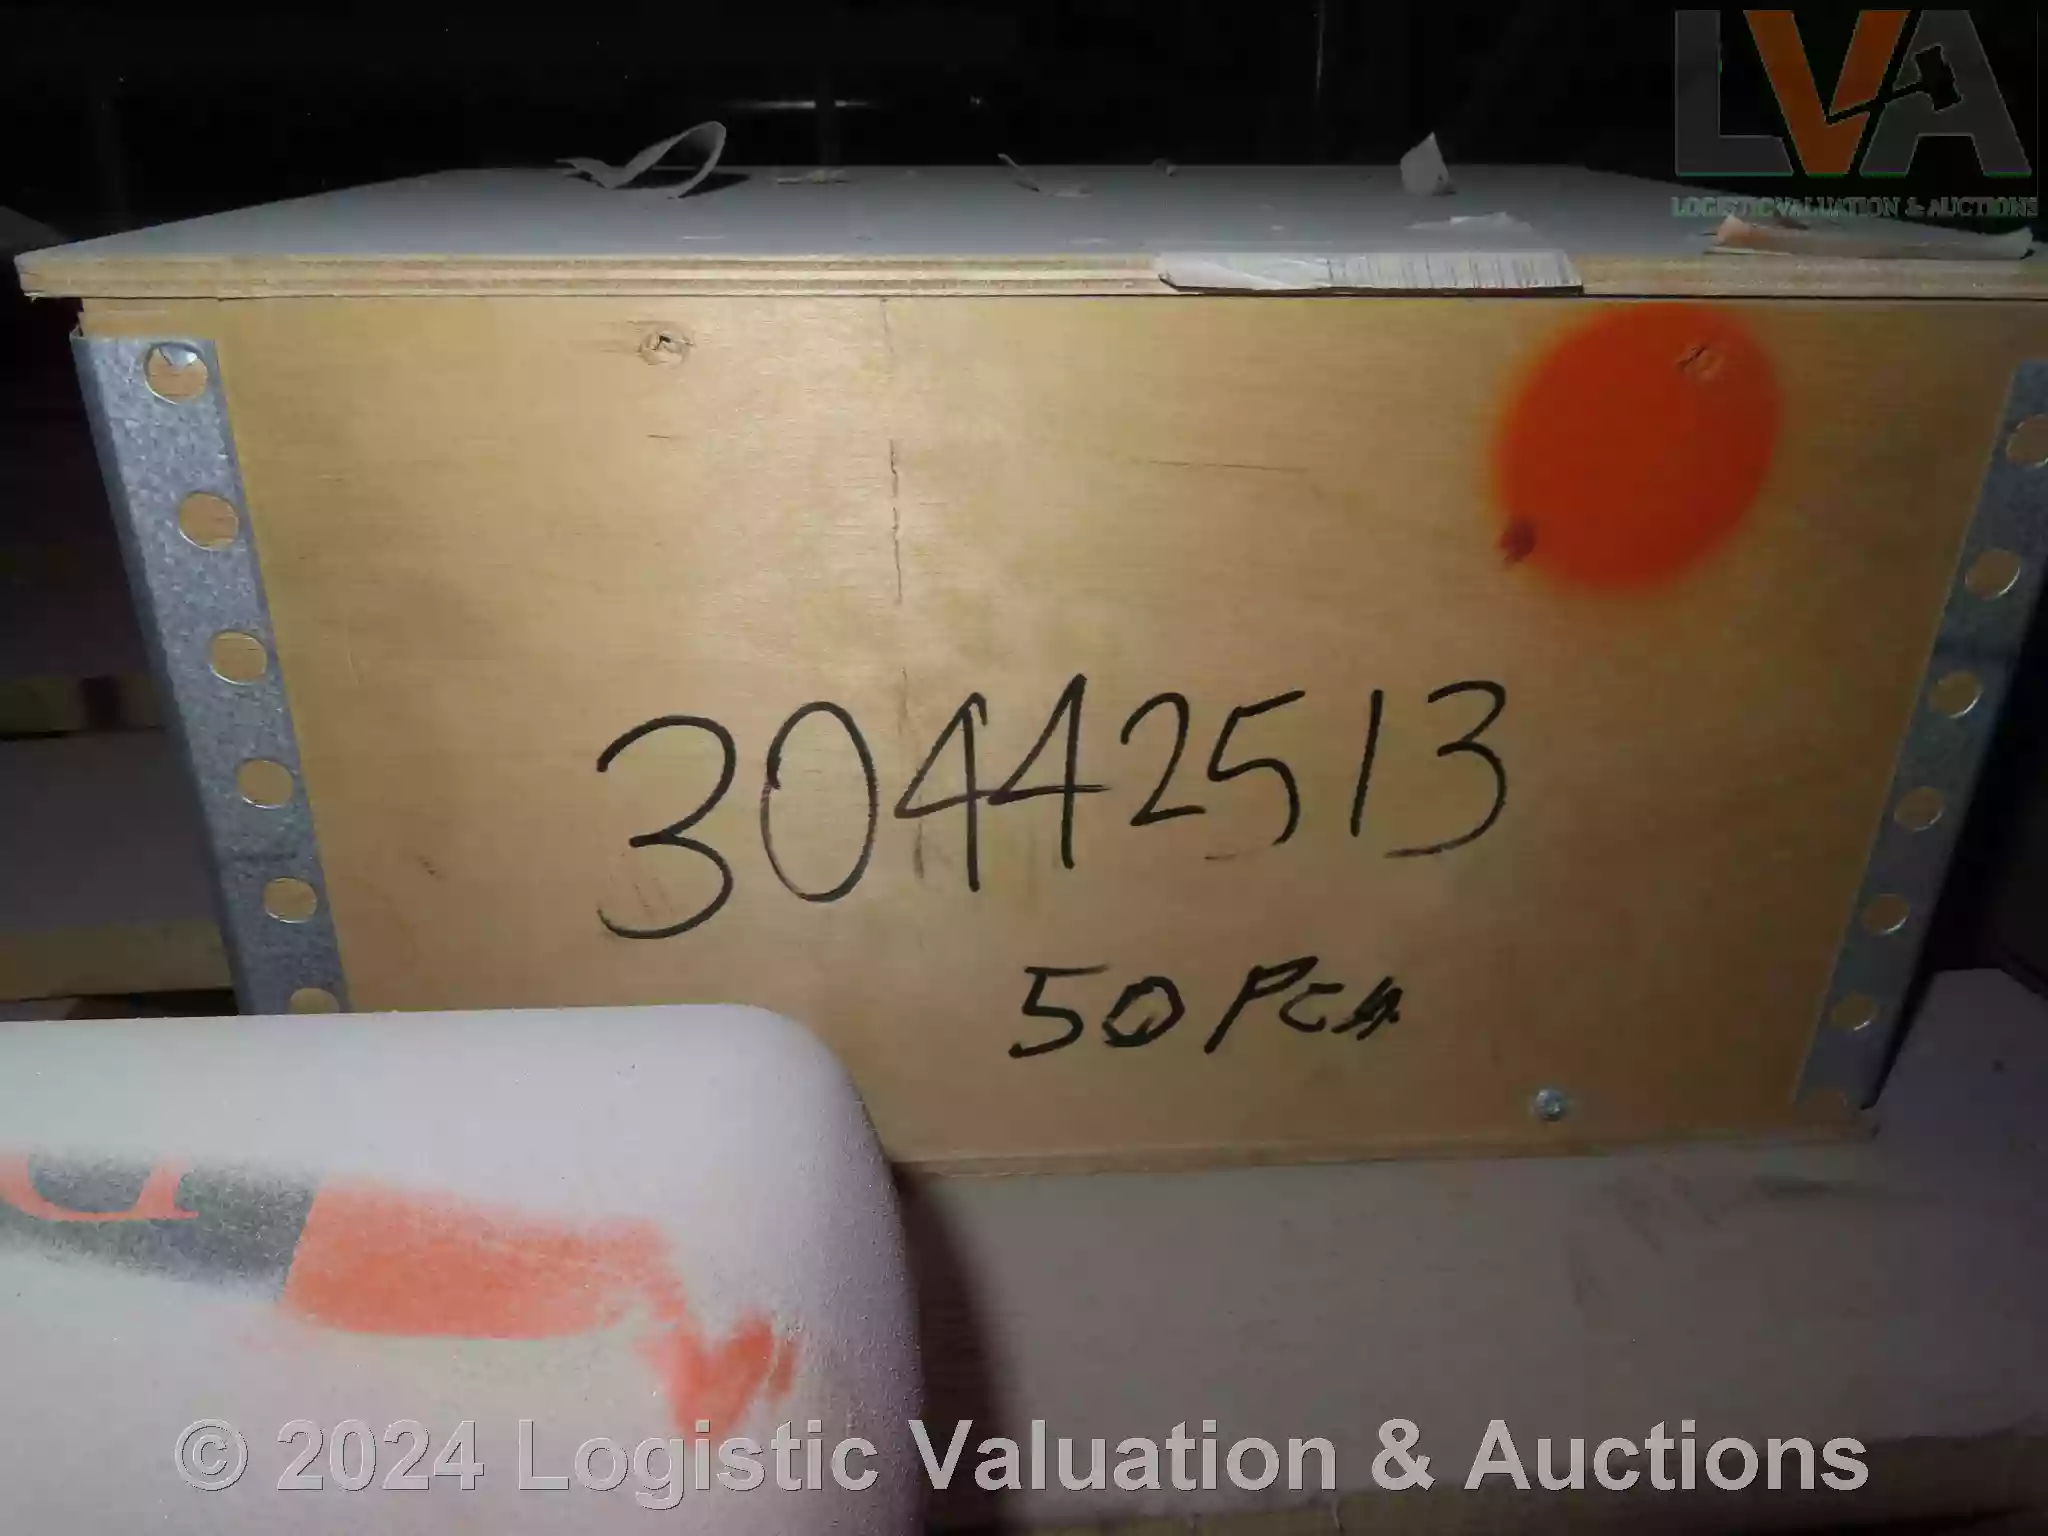 LVA
LOGISTIC VALUATION & AUCTIONS
30442513
50 Pcs
© 2024 Logistic Valuation & Auctions